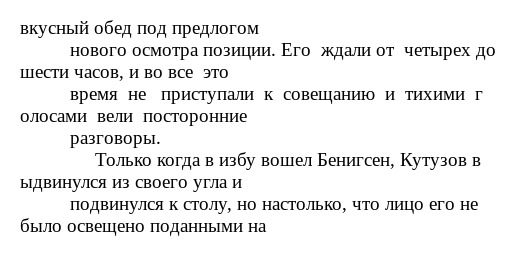 вкусный обед под предлогом
нового осмотра позиции. Его ждали от четырех до
шести часов, и во все это
время не приступали к совещанию и тихими г
олосами вели посторонние
разговоры.
Только когда в избу вошел Бенигсен, Кутузов в
ыдвинулся из своего угла и
подвинулся к столу, но настолько, что лицо его не
было освещено поданными на